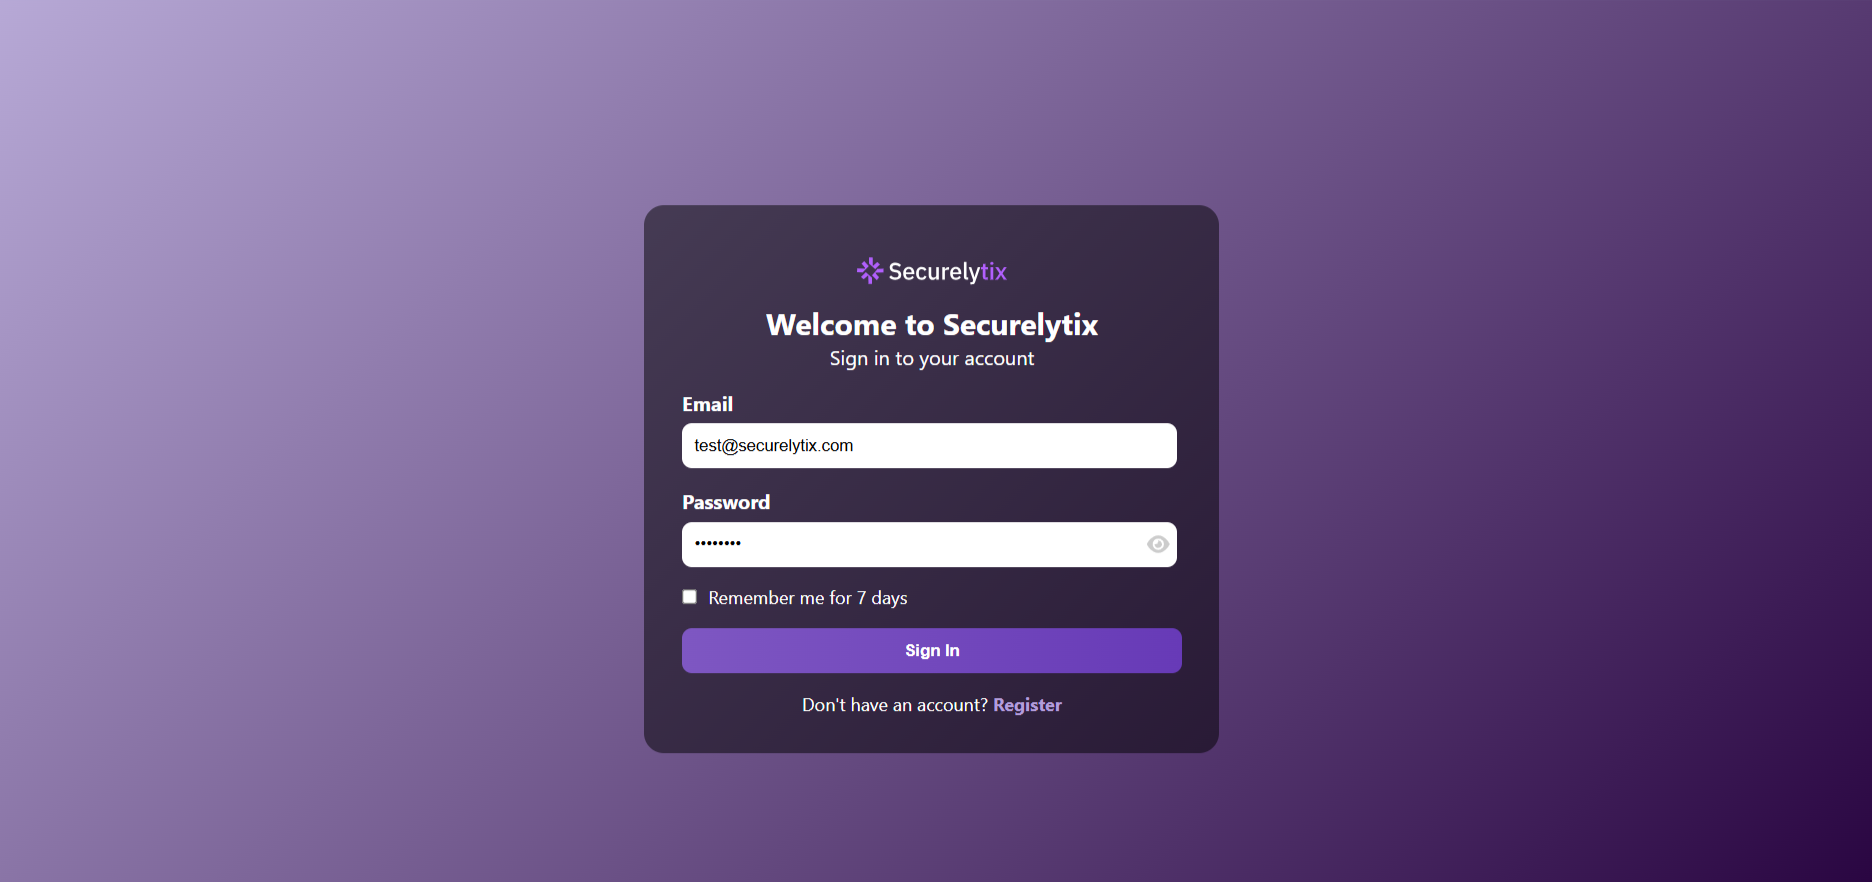 Securelytix
Welcome to Securelytix
Sign in to your account
Email
test@securelytix.com
Password
••••••••
Remember me for 7 days
Sign In
Don't have an account? Register